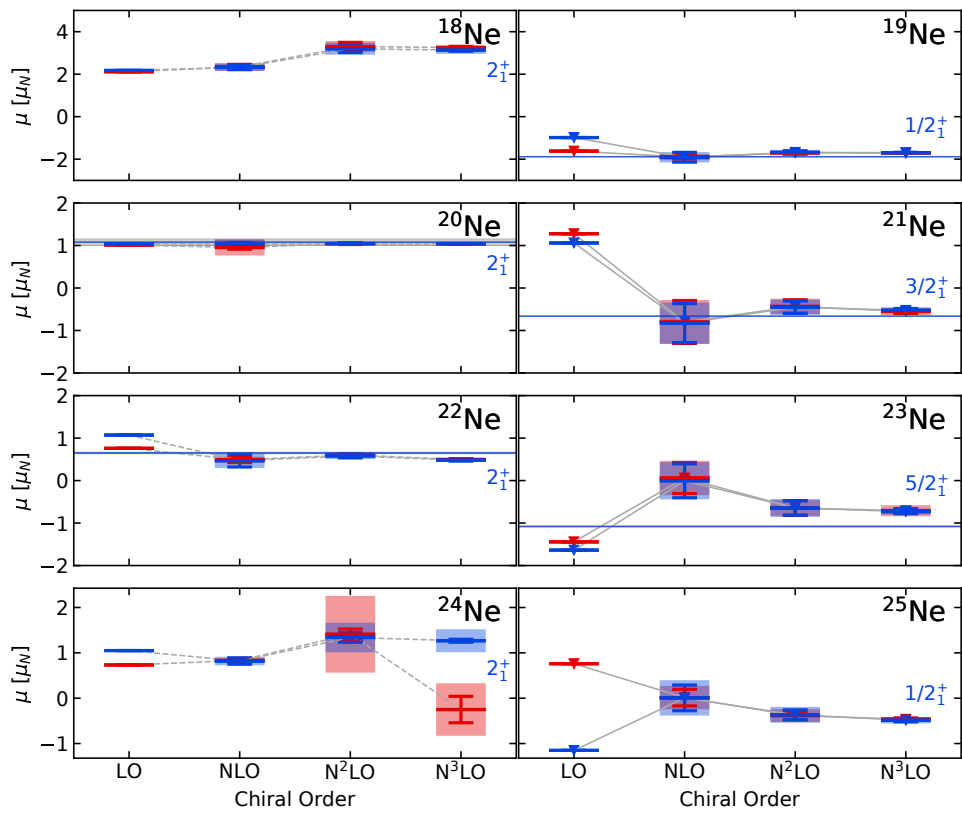 μ [μN]
4
2
0
−2
18Ne
2₁⁺
19Ne
1/2₁⁺
μ [μN]
2
1
0
−1
−2
20Ne
2₁⁺
21Ne
3/2₁⁺
μ [μN]
2
1
0
−1
−2
22Ne
2₁⁺
23Ne
5/2₁⁺
μ [μN]
2
1
0
−1
24Ne
2₁⁺
25Ne
1/2₁⁺
LO NLO N²LO N³LO
LO NLO N²LO N³LO
Chiral Order
Chiral Order